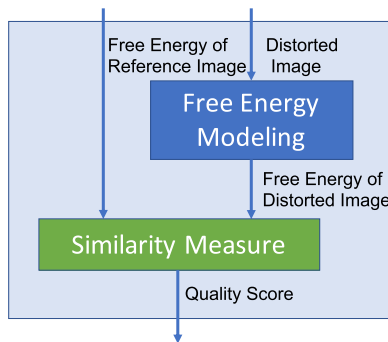 Free Energy of
Reference Image
Distorted
Image
Free Energy
Modeling
Free Energy of
Distorted Image
Similarity Measure
Quality Score